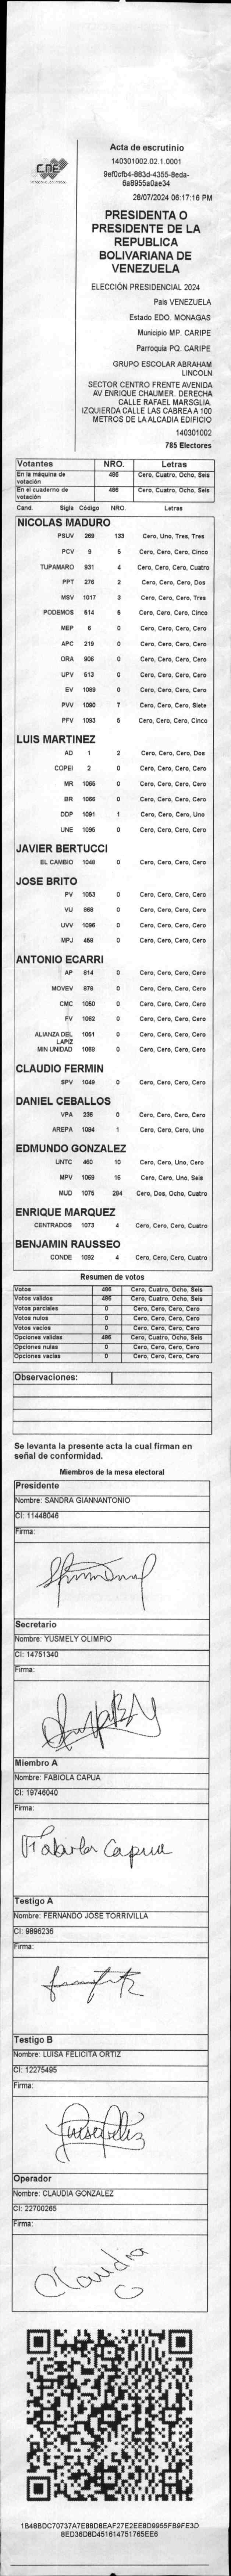 CNE
Acta de escrutinio
140301002.02.1.0001
9ef0cfb4-883d-4355-8eda-
6a8955a0ae34
28/07/2024 06:17:16 PM
PRESIDENTA O
PRESIDENTE DE LA
REPUBLICA
BOLIVARIANA DE
VENEZUELA
ELECCIÓN PRESIDENCIAL 2024
País VENEZUELA
Estado EDO. MONAGAS
Municipio MP. CARIPE
Parroquia PQ. CARIPE
GRUPO ESCOLAR ABRAHAM
LINCOLN
SECTOR CENTRO FRENTE AVENIDA
AV ENRIQUE CHAUMER. DERECHA
CALLE RAFAEL MARSGLIA.
IZQUIERDA CALLE LAS CABREA A 100
METROS DE LA ALCADIA EDIFICIO
140301002
785 Electores
Votantes NRO. Letras
En la máquina de votación 486 Cero, Cuatro, Ocho, Seis
En el cuaderno de votación 486 Cero, Cuatro, Ocho, Seis
Cand. Sigla Código NRO. Letras
NICOLAS MADURO
PSUV 269 133 Cero, Uno, Tres, Tres
PCV 9 5 Cero, Cero, Cero, Cinco
TUPAMARO 931 4 Cero, Cero, Cero, Cuatro
PPT 276 2 Cero, Cero, Cero, Dos
MSV 1017 3 Cero, Cero, Cero, Tres
PODEMOS 514 5 Cero, Cero, Cero, Cinco
MEP 6 0 Cero, Cero, Cero, Cero
APC 219 0 Cero, Cero, Cero, Cero
ORA 906 0 Cero, Cero, Cero, Cero
UPV 513 0 Cero, Cero, Cero, Cero
EV 1089 0 Cero, Cero, Cero, Cero
PVV 1090 7 Cero, Cero, Cero, Siete
PFV 1093 5 Cero, Cero, Cero, Cinco
LUIS MARTINEZ
AD 1 2 Cero, Cero, Cero, Dos
COPEI 2 0 Cero, Cero, Cero, Cero
MR 1065 0 Cero, Cero, Cero, Cero
BR 1066 0 Cero, Cero, Cero, Cero
DDP 1091 1 Cero, Cero, Cero, Uno
UNE 1095 0 Cero, Cero, Cero, Cero
JAVIER BERTUCCI
EL CAMBIO 1048 0 Cero, Cero, Cero, Cero
JOSE BRITO
PV 1053 0 Cero, Cero, Cero, Cero
VU 868 0 Cero, Cero, Cero, Cero
UVV 1096 0 Cero, Cero, Cero, Cero
MPJ 458 0 Cero, Cero, Cero, Cero
ANTONIO ECARRI
AP 814 0 Cero, Cero, Cero, Cero
MOVEV 978 0 Cero, Cero, Cero, Cero
CMC 1050 0 Cero, Cero, Cero, Cero
FV 1062 0 Cero, Cero, Cero, Cero
ALIANZA DEL LAPIZ 1051 0 Cero, Cero, Cero, Cero
MIN UNIDAD 1068 0 Cero, Cero, Cero, Cero
CLAUDIO FERMIN
SPV 1049 0 Cero, Cero, Cero, Cero
DANIEL CEBALLOS
VPA 236 0 Cero, Cero, Cero, Cero
AREPA 1094 1 Cero, Cero, Cero, Uno
EDMUNDO GONZALEZ
UNTC 460 10 Cero, Cero, Uno, Cero
MPV 1069 16 Cero, Cero, Uno, Seis
MUD 1075 284 Cero, Dos, Ocho, Cuatro
ENRIQUE MARQUEZ
CENTRADOS 1073 4 Cero, Cero, Cero, Cuatro
BENJAMIN RAUSSEO
CONDE 1092 4 Cero, Cero, Cero, Cuatro
Resumen de votos
Votos 486 Cero, Cuatro, Ocho, Seis
Votos validos 486 Cero, Cuatro, Ocho, Seis
Votos parciales 0 Cero, Cero, Cero, Cero
Votos nulos 0 Cero, Cero, Cero, Cero
Votos vacios 0 Cero, Cero, Cero, Cero
Opciones validas 486 Cero, Cuatro, Ocho, Seis
Opciones nulas 0 Cero, Cero, Cero, Cero
Opciones vacias 0 Cero, Cero, Cero, Cero
Observaciones:
Se levanta la presente acta la cual firman en
señal de conformidad.
Miembros de la mesa electoral
Presidente
Nombre: SANDRA GIANNANTONIO
CI: 11448046
Firma:
Secretario
Nombre: YUSMELY OLIMPIO
CI: 14751340
Firma:
Miembro A
Nombre: FABIOLA CAPUA
CI: 19746040
Firma:
Fabiola Capua
Testigo A
Nombre: FERNANDO JOSE TORRIVILLA
CI: 9896236
Firma:
Testigo B
Nombre: LUISA FELICITA ORTIZ
CI: 12275495
Firma:
Operador
Nombre: CLAUDIA GONZALEZ
CI: 22700265
Firma:
Claudia G
1B48BDC70737A7E88D8EAF27E2EE8D9955FB9FE3D
8ED36D8D451614751765EE6